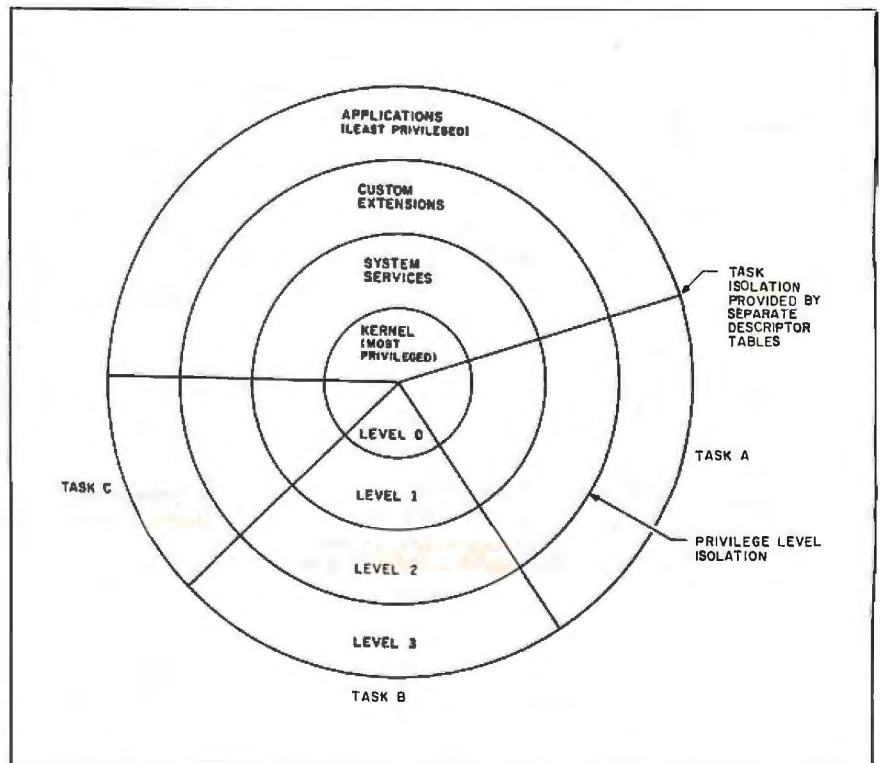 APPLICATIONS
(LEAST PRIVILEGED)
CUSTOM
EXTENSIONS
SYSTEM
SERVICES
KERNEL
(MOST
PRIVILEGED)
LEVEL 0
LEVEL 1
LEVEL 2
LEVEL 3
TASK
ISOLATION
PROVIDED BY
SEPARATE
DESCRIPTOR
TABLES
TASK A
PRIVILEGE LEVEL
ISOLATION
TASK C
TASK B